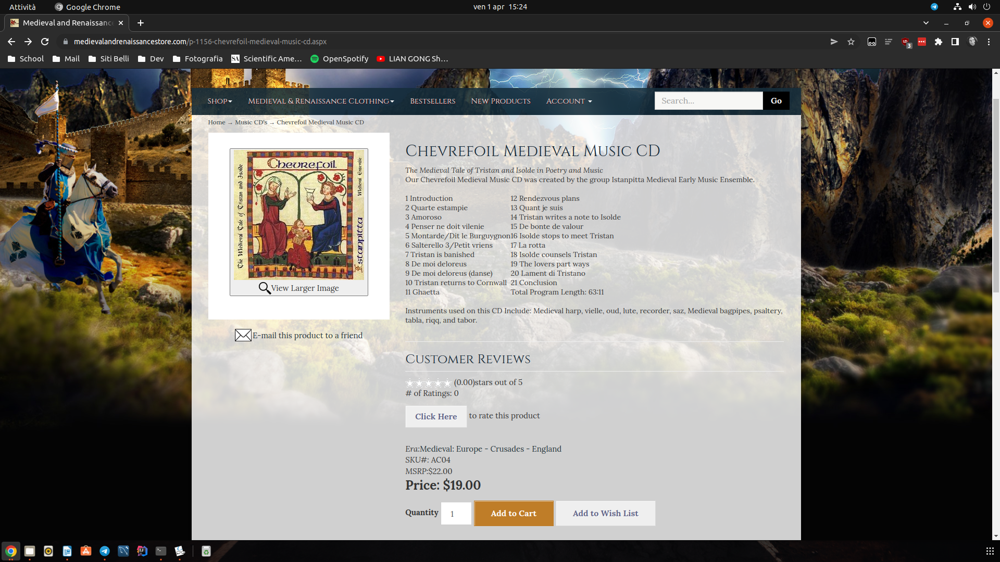 Attività
Google Chrome
ven 1 apr 15:24
Medieval and Renaissance
medievalandrenaissancestore.com/p-1156-chevrefoil-medieval-music-cd.aspx
3
School
Mail
Siti Belli
Dev
Fotografia
SA
Scientific Ame...
OpenSpotify
LIAN GONG Sh...
Shop
Medieval & Renaissance Clothing
Bestsellers
New Products
Account
Search...
Go
Home → Music CD's → Chevrefoil Medieval Music CD
Chevrefoil
The Medieval Tale of Tristan and Isolde
Medieval Ensemble
Istanpitta
View Larger Image
E-mail this product to a friend
Chevrefoil Medieval Music CD
The Medieval Tale of Tristan and Isolde in Poetry and Music
Our Chevrefoil Medieval Music CD was created by the group Istanpitta Medieval Early Music Ensemble.
1 Introduction
2 Quarte estampie
3 Amoroso
4 Penser ne doit vilenie
5 Montarde/Dit le Burguygnon
6 Salterello 3/Petit vriens
7 Tristan is banished
8 De moi deloreus
9 De moi deloreus (danse)
10 Tristan returns to Cornwall
11 Ghaetta
12 Rendezvous plans
13 Quant je suis
14 Tristan writes a note to Isolde
15 De bonte de valour
16 Isolde stops to meet Tristan
17 La rotta
18 Isolde counsels Tristan
19 The lovers part ways
20 Lament di Tristano
21 Conclusion
Total Program Length: 63:11
Instruments used on this CD Include: Medieval harp, vielle, oud, lute, recorder, saz, Medieval bagpipes, psaltery,
tabla, riqq, and tabor.
Customer Reviews
(0.00)stars out of 5
# of Ratings: 0
Click Here to rate this product
Era:Medieval: Europe - Crusades - England
SKU#: AC04
MSRP:$22.00
Price: $19.00
Quantity 1
Add to Cart
Add to Wish List